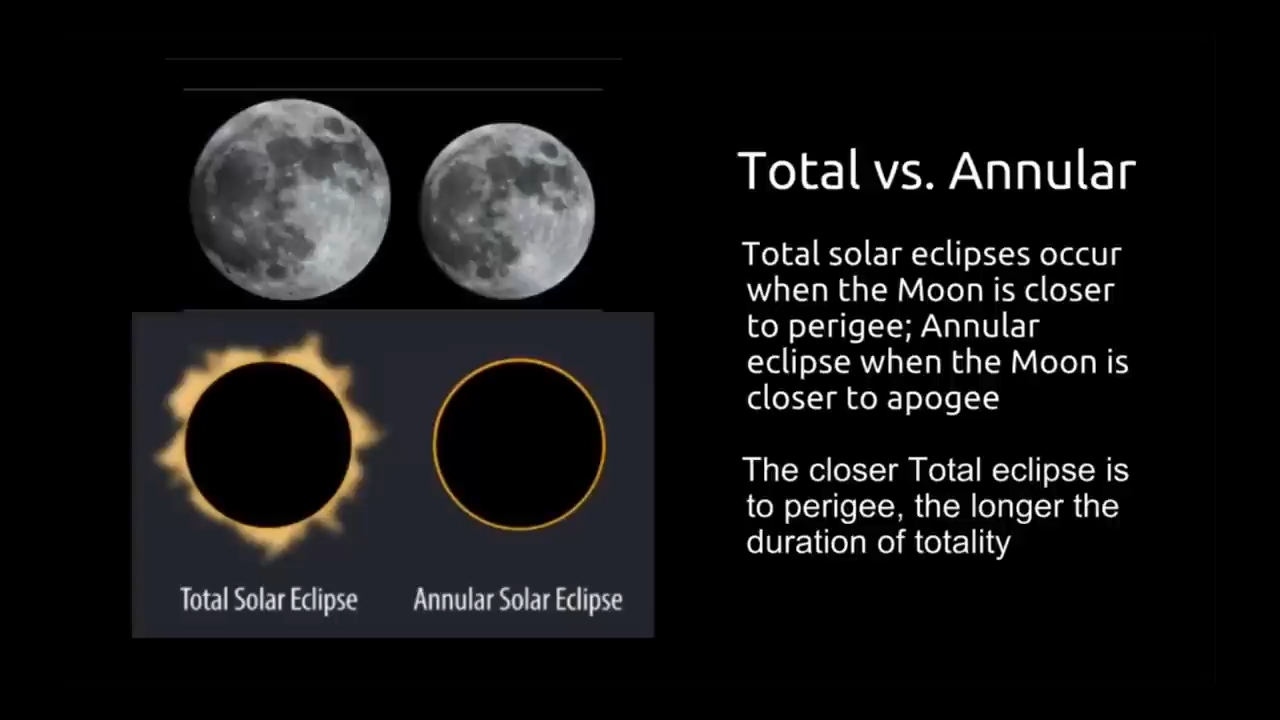 Total vs. Annular
Total solar eclipses occur
when the Moon is closer
to perigee; Annular
eclipse when the Moon is
closer to apogee
The closer Total eclipse is
to perigee, the longer the
duration of totality
Total Solar Eclipse
Annular Solar Eclipse